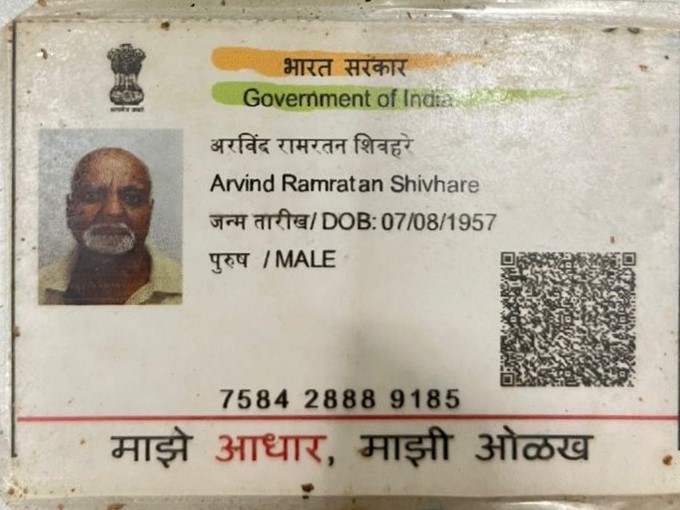 भारत सरकार
Government of India
अरविंद रामरतन शिवहरे
Arvind Ramratan Shivhare
जन्म तारीख/ DOB: 07/08/1957
पुरुष / MALE
7584 2888 9185
माझे आधार, माझी ओळख